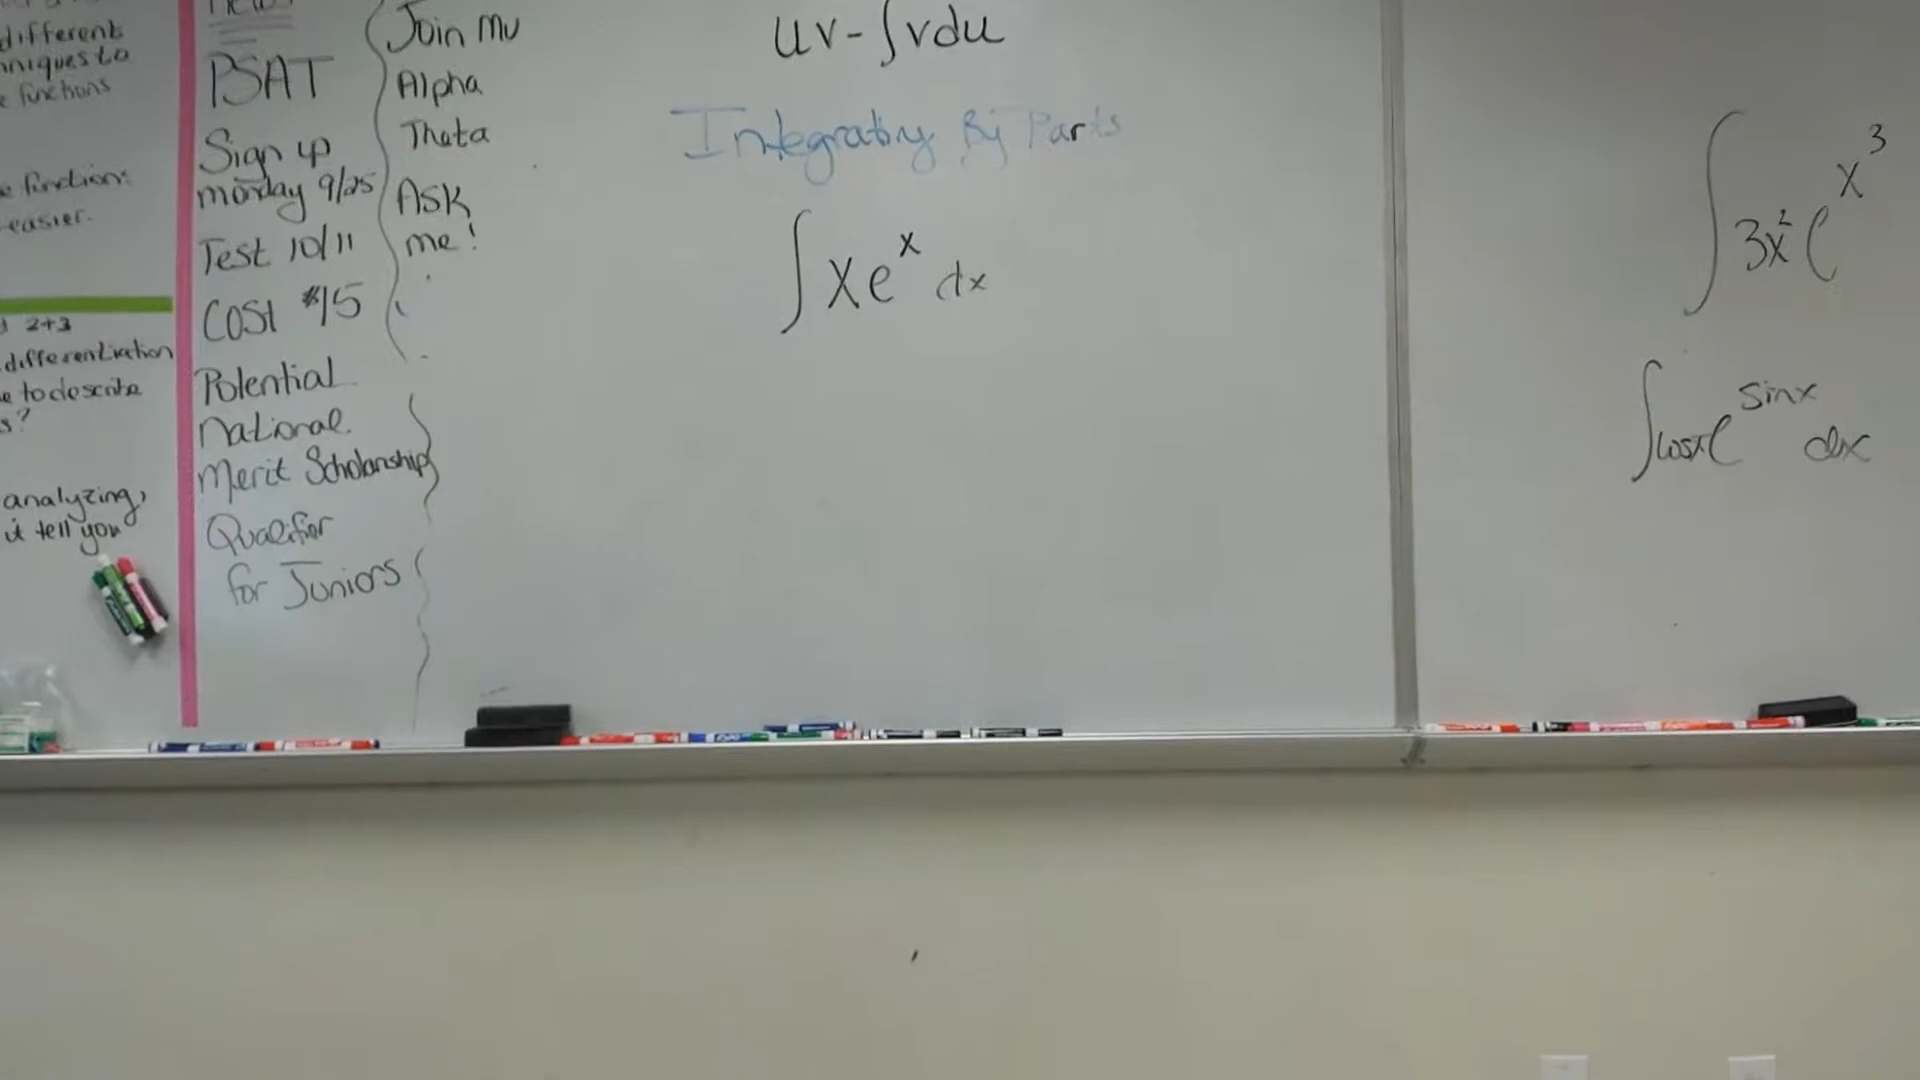 different
niques to
e functions
e functions
easier.
2+3
differentiation
e to describe
s?
analyzing,
it tell you
PSAT
Sign up
monday 9/25
Test 10/11
Cost $15
Potential
National
Merit Scholarship
Qualifier
for Juniors
Join Mu
Alpha
Theta
Ask
me!
uv-∫vdu
Integrating By Parts
∫xeˣ dx
∫3x²e^x³
∫cosx e^sinx dx